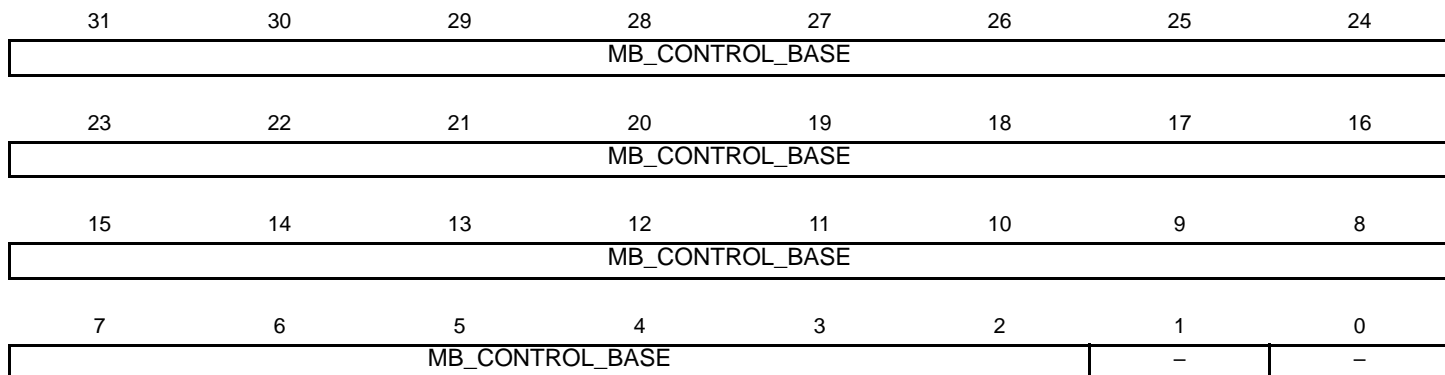 31 30 29 28 27 26 25 24
MB_CONTROL_BASE
23 22 21 20 19 18 17 16
MB_CONTROL_BASE
15 14 13 12 11 10 9 8
MB_CONTROL_BASE
7 6 5 4 3 2 1 0
MB_CONTROL_BASE – –